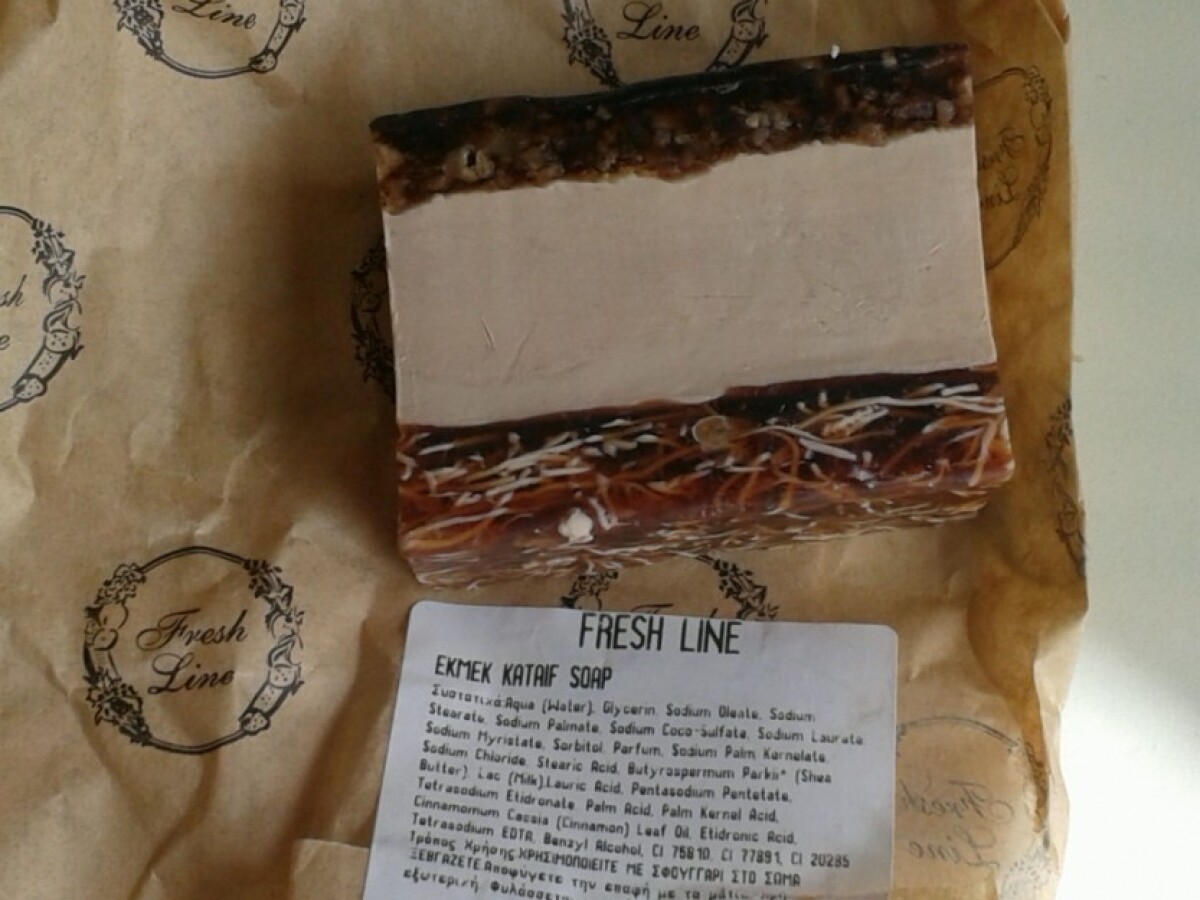 Line
Line
Fresh
Line
FRESH LINE
EKMEK KATAIF SOAP
Συστατικά:Aqua (Water), Glycerin, Sodium Oleate, Sodium
Stearate, Sodium Palmate, Sodium Coco-Sulfate, Sodium Laurate
Sodium Myristate, Sorbitol, Parfum, Sodium Palm Kernelate,
Sodium Chloride, Stearic Acid, Butyrospermum Parkii* (Shea
Butter), Lac (Milk),Lauric Acid, Pentasodium Pentetate,
Tetrasodium Etidronate, Palm Acid, Palm Kernel Acid,
Cinnamomum Cassia (Cinnamon) Leaf Oil, Etidronic Acid,
Tetrasodium EDTA, Benzyl Alcohol, CI 75810, CI 77891, CI 20285
Τρόπος Χρήσης:ΧΡΗΣΙΜΟΠΟΙΕΙΤΕ ΜΕ ΣΦΟΥΓΓΑΡΙ ΣΤΟ ΣΩΜΑ
ΞΕΒΓΑΖΕΤΕ.Αποφύγετε την επαφή με τα μάτια.
εξωτερική. Φυλάσσετ